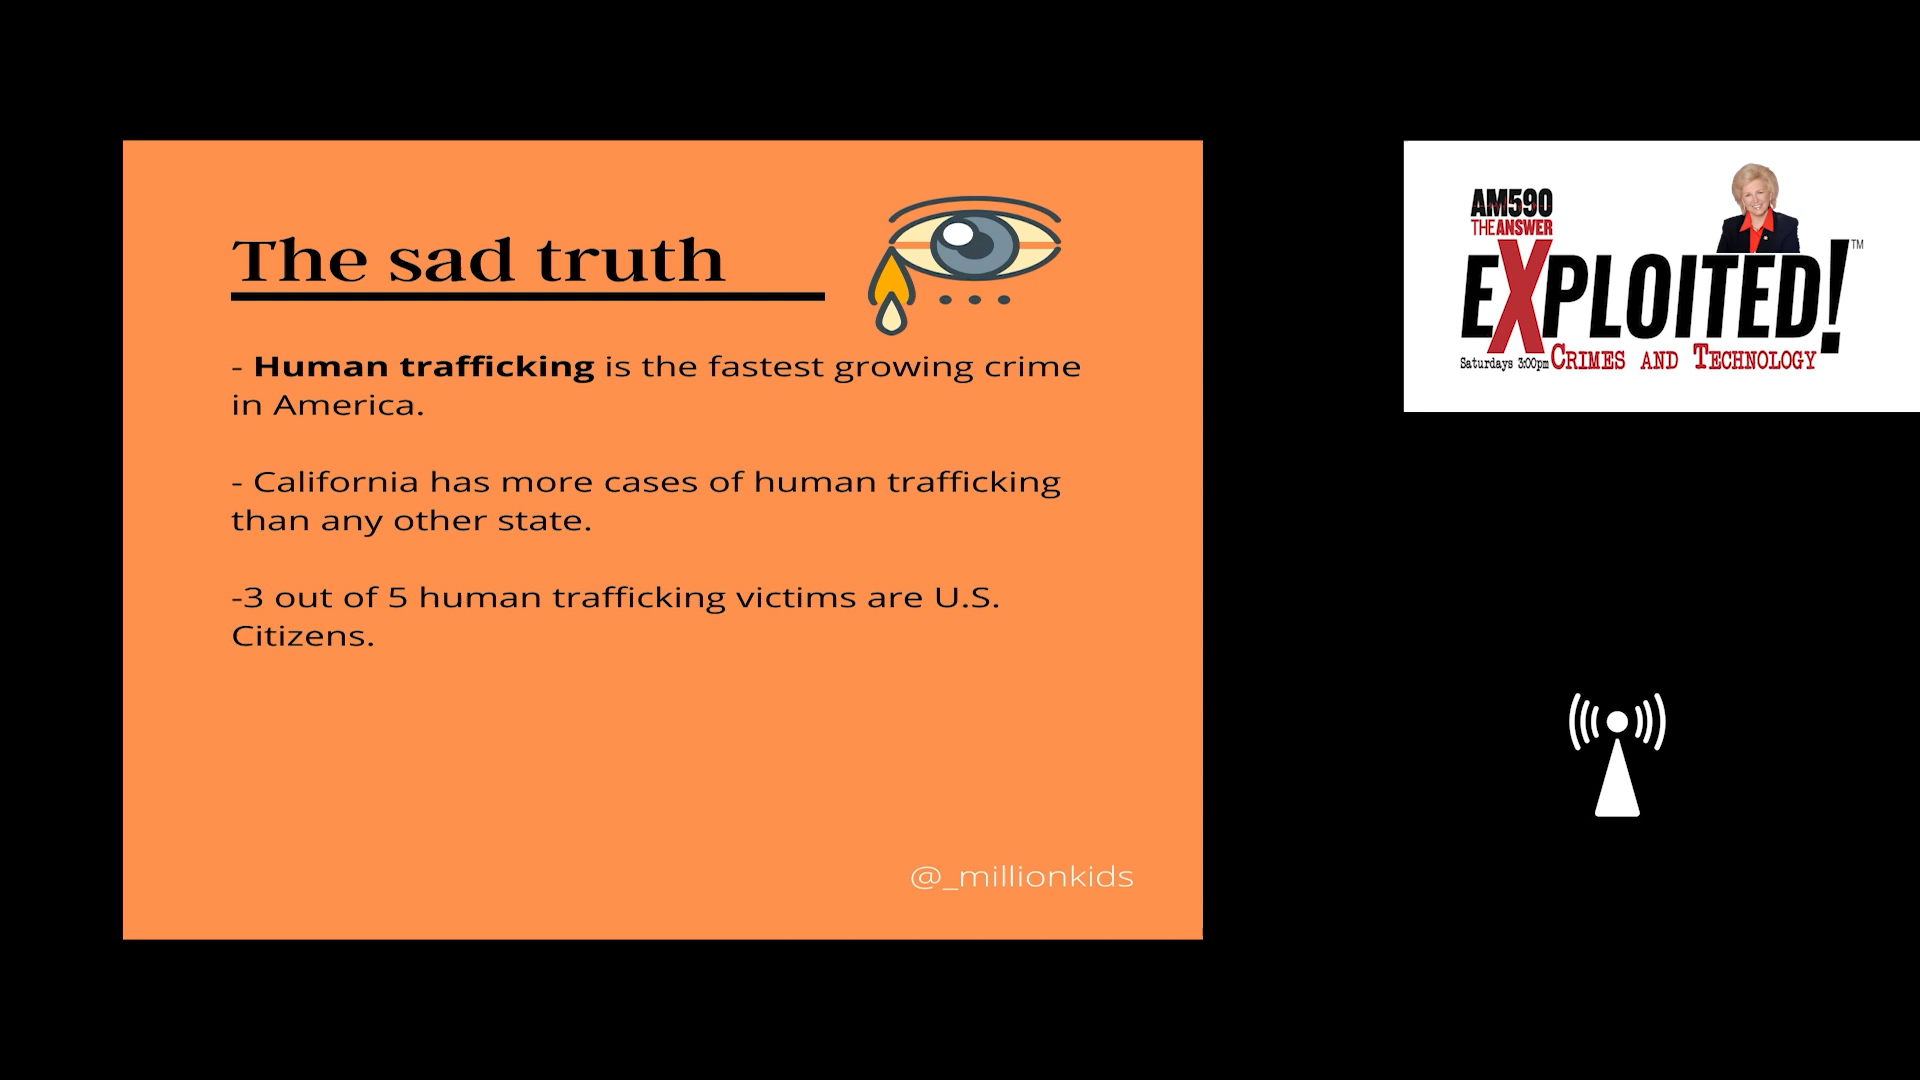 The sad truth
- Human trafficking is the fastest growing crime
in America.
- California has more cases of human trafficking
than any other state.
-3 out of 5 human trafficking victims are U.S.
Citizens.
@_millionkids
AM590
THE ANSWER
EXPLOITED!™
Saturdays 3:00pm CRIMES AND TECHNOLOGY